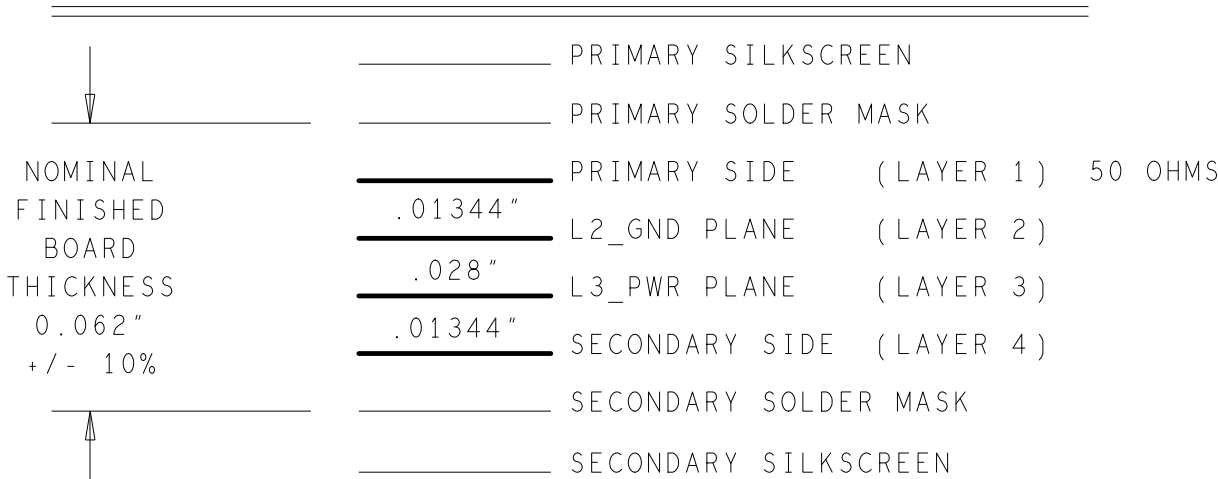 PRIMARY SILKSCREEN
PRIMARY SOLDER MASK
PRIMARY SIDE (LAYER 1) 50 OHMS
.01344"
L2_GND PLANE (LAYER 2)
.028"
L3_PWR PLANE (LAYER 3)
.01344"
SECONDARY SIDE (LAYER 4)
SECONDARY SOLDER MASK
SECONDARY SILKSCREEN
NOMINAL
FINISHED
BOARD
THICKNESS
0.062"
+/- 10%